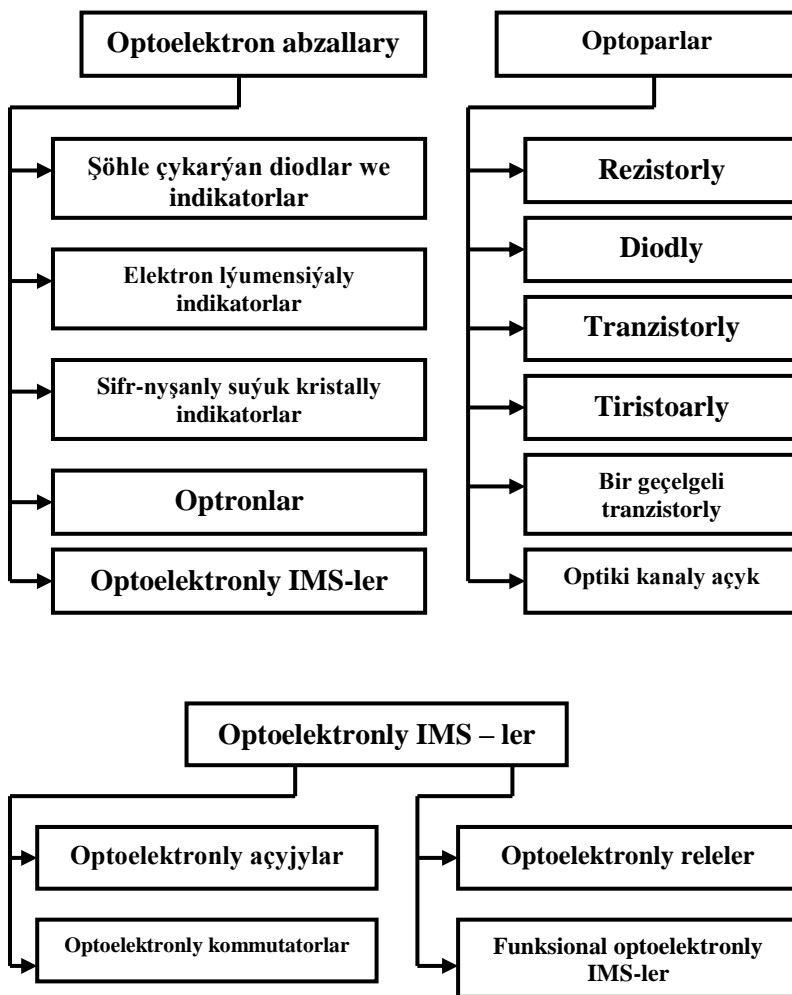 Optoelektron abzallary
Şöhle çykarýan diodlar we
indikatorlar
Elektron lýumensiýaly
indikatorlar
Sifr-nyşanly suýuk kristally
indikatorlar
Optronlar
Optoelektronly IMS-ler
Optoparlar
Rezistorly
Diodly
Tranzistorly
Tiristoarly
Bir geçelgeli
tranzistorly
Optiki kanaly açyk
Optoelektronly IMS – ler
Optoelektronly açyjylar
Optoelektronly kommutatorlar
Optoelektronly releler
Funksional optoelektronly
IMS-ler